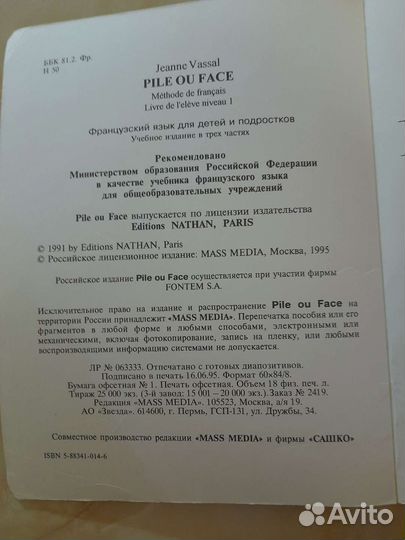 ББК 81.2. Фр.
Н 50
Jeanne Vassal
PILE OU FACE
Méthode de français
Livre de l'elève niveau 1
Французский язык для детей и подростков
Учебное издание в трех частях
Рекомендовано
Министерством образования Российской Федерации
в качестве учебника французского языка
для общеобразовательных учреждений
Pile ou Face выпускается по лицензии издательства
Editions NATHAN, PARIS
© 1991 by Editions NATHAN, Paris
© Российское лицензионное издание: MASS MEDIA, Москва, 1995
Российское издание Pile ou Face осуществляется при участии фирмы
FONTEM S.A.
Исключительное право на издание и распространение Pile ou Face на
территории России принадлежит «MASS MEDIA». Перепечатка пособия или его
фрагментов в любой форме и любыми способами, электронными или
механическими, включая фотокопирование, запись на пленку, или любыми
воспроизводящими информацию системами не допускается.
ЛР № 063333. Отпечатано с готовых диапозитивов.
Подписано в печать 16.06.95. Формат 60x84/8.
Бумага офсетная № 1. Печать офсетная. Объем 18 физ. печ. л.
Тираж 25 000 экз. (3-й завод: 15 001 – 20 000 экз.).Заказ № 2419.
Редакция «MASS MEDIA». 105523, Москва, а/я 19.
АО «Звезда». 614600, г. Пермь, ГСП-131, ул. Дружбы, 34.
Совместное производство редакции «MASS MEDIA» и фирмы «САШКО»
ISBN 5-88341-014-6
Avito